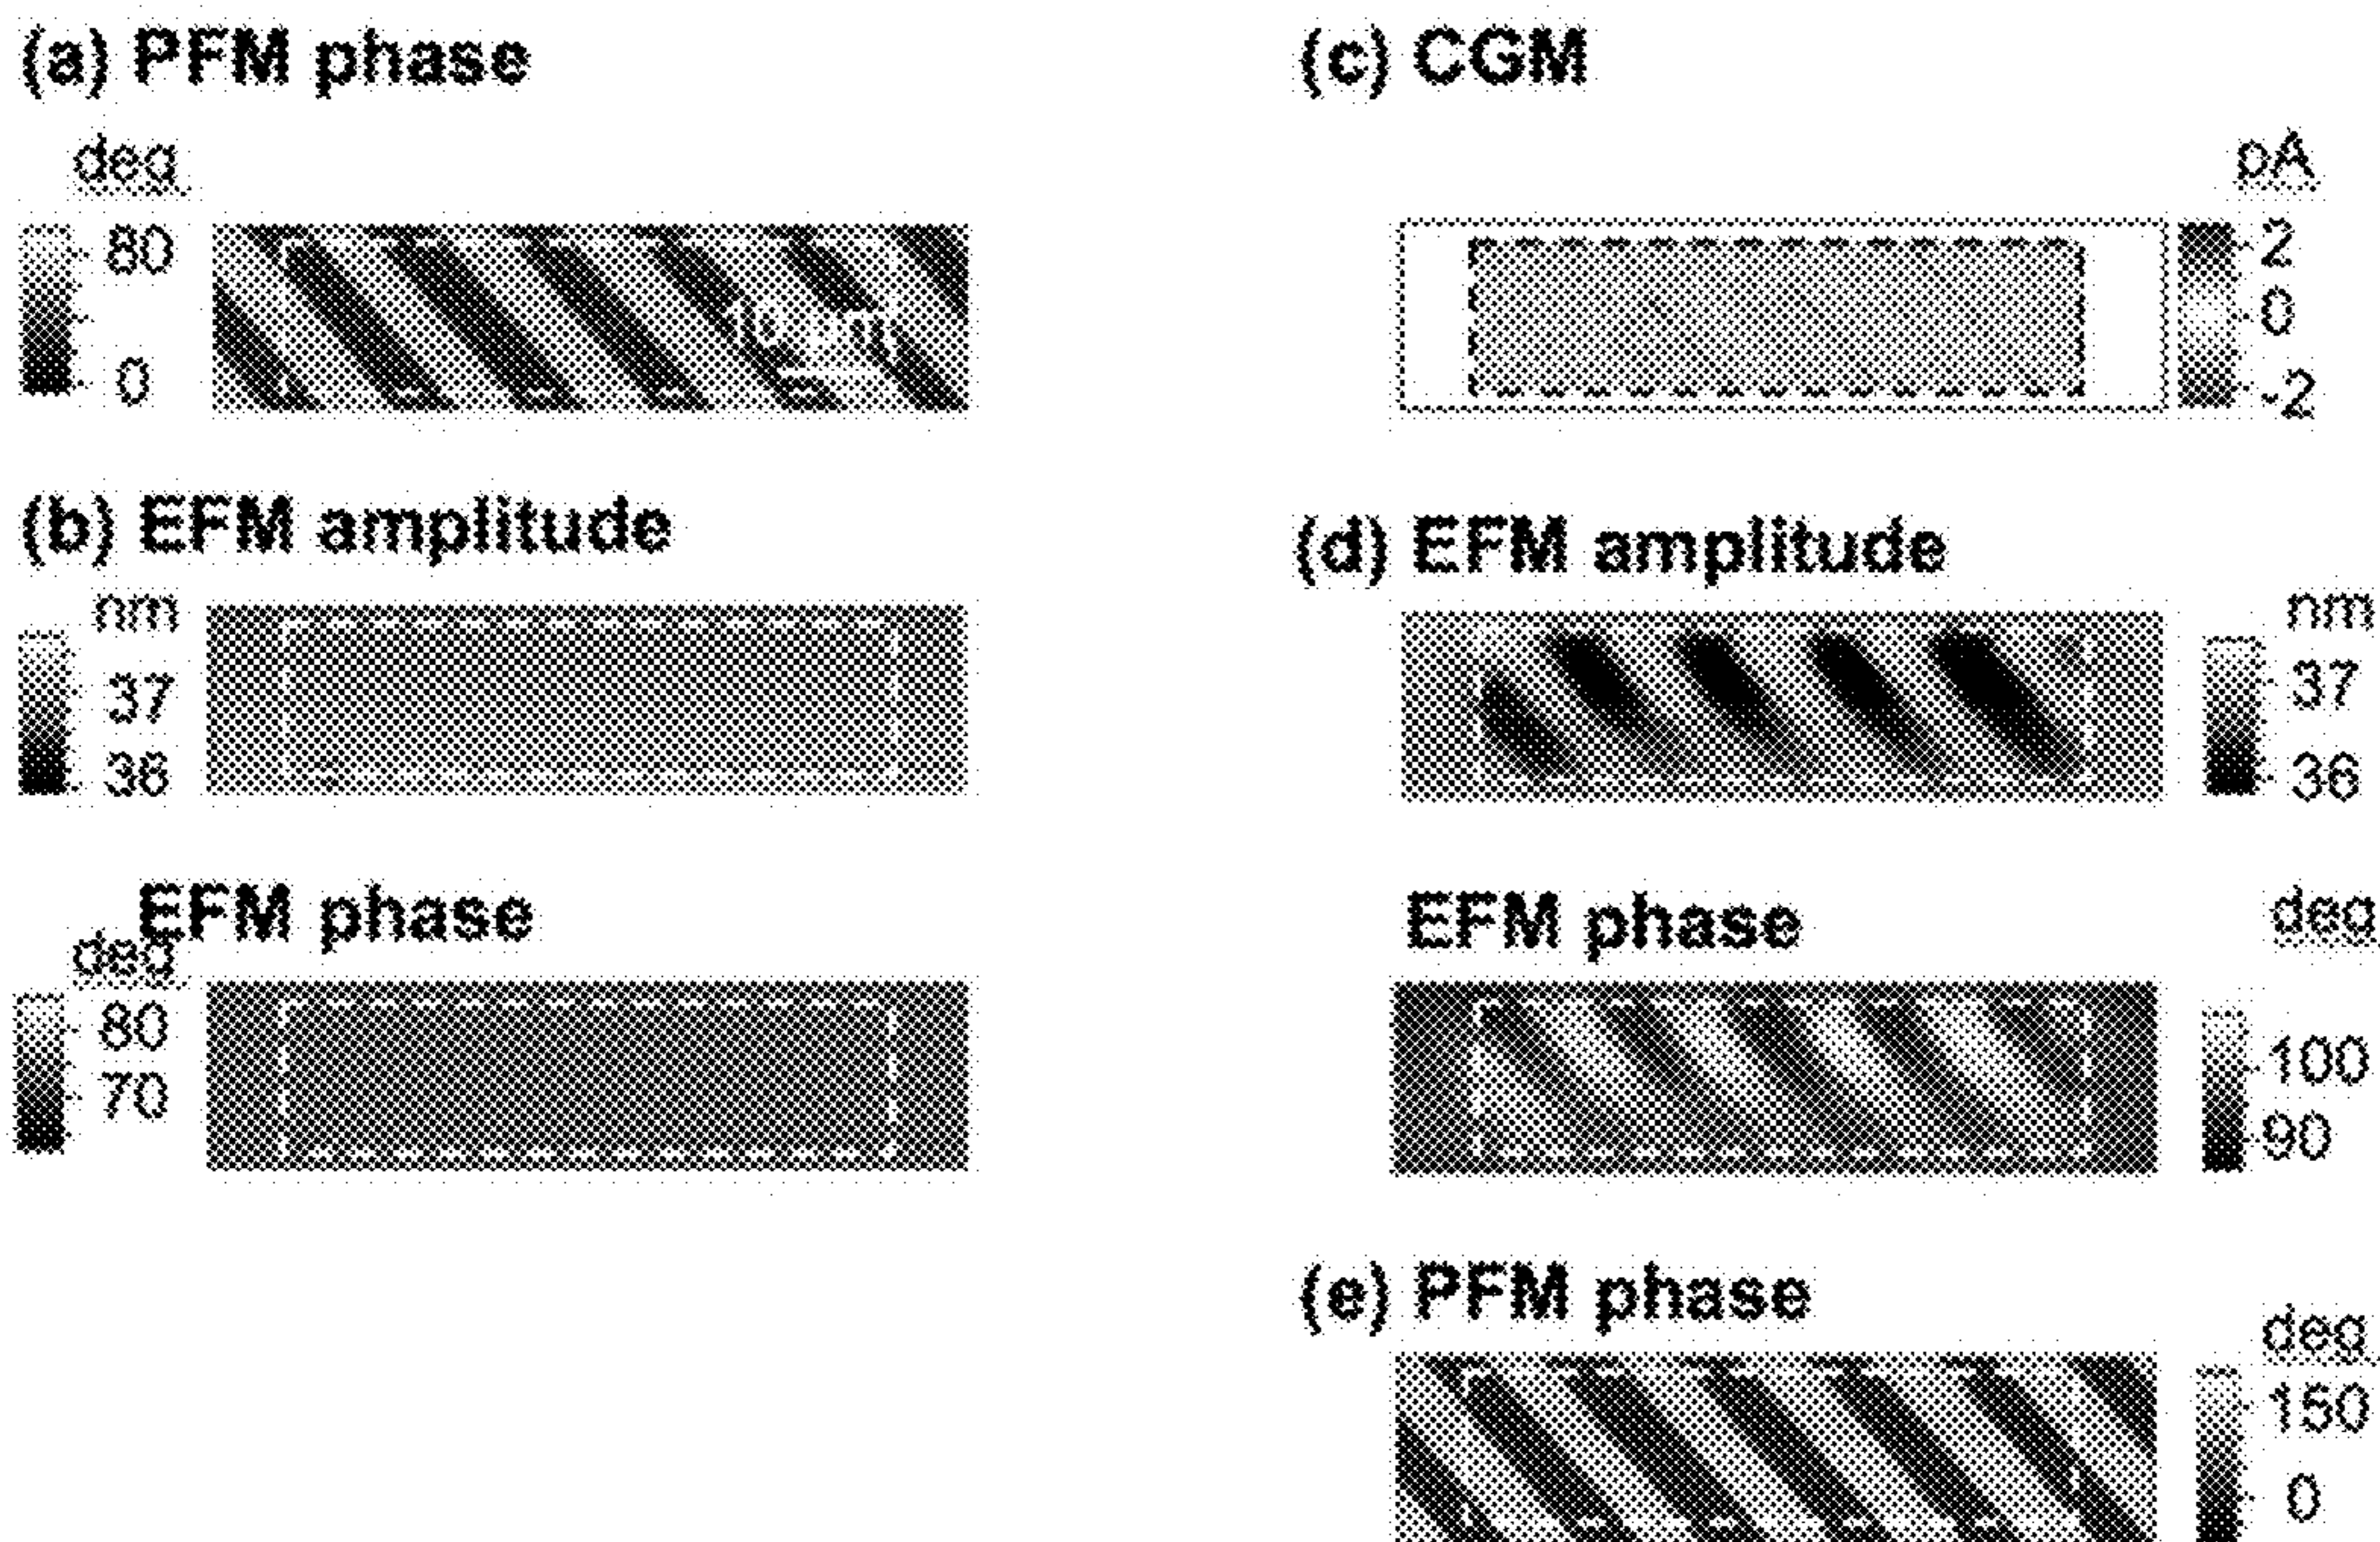 (a) PFM phase
deg
80
0
(b) EFM amplitude
nm
37
36
EFM phase
deg
80
70
(c) CGM
pA
2
0
-2
(d) EFM amplitude
nm
37
36
EFM phase
deg
100
90
(e) PFM phase
deg
150
0